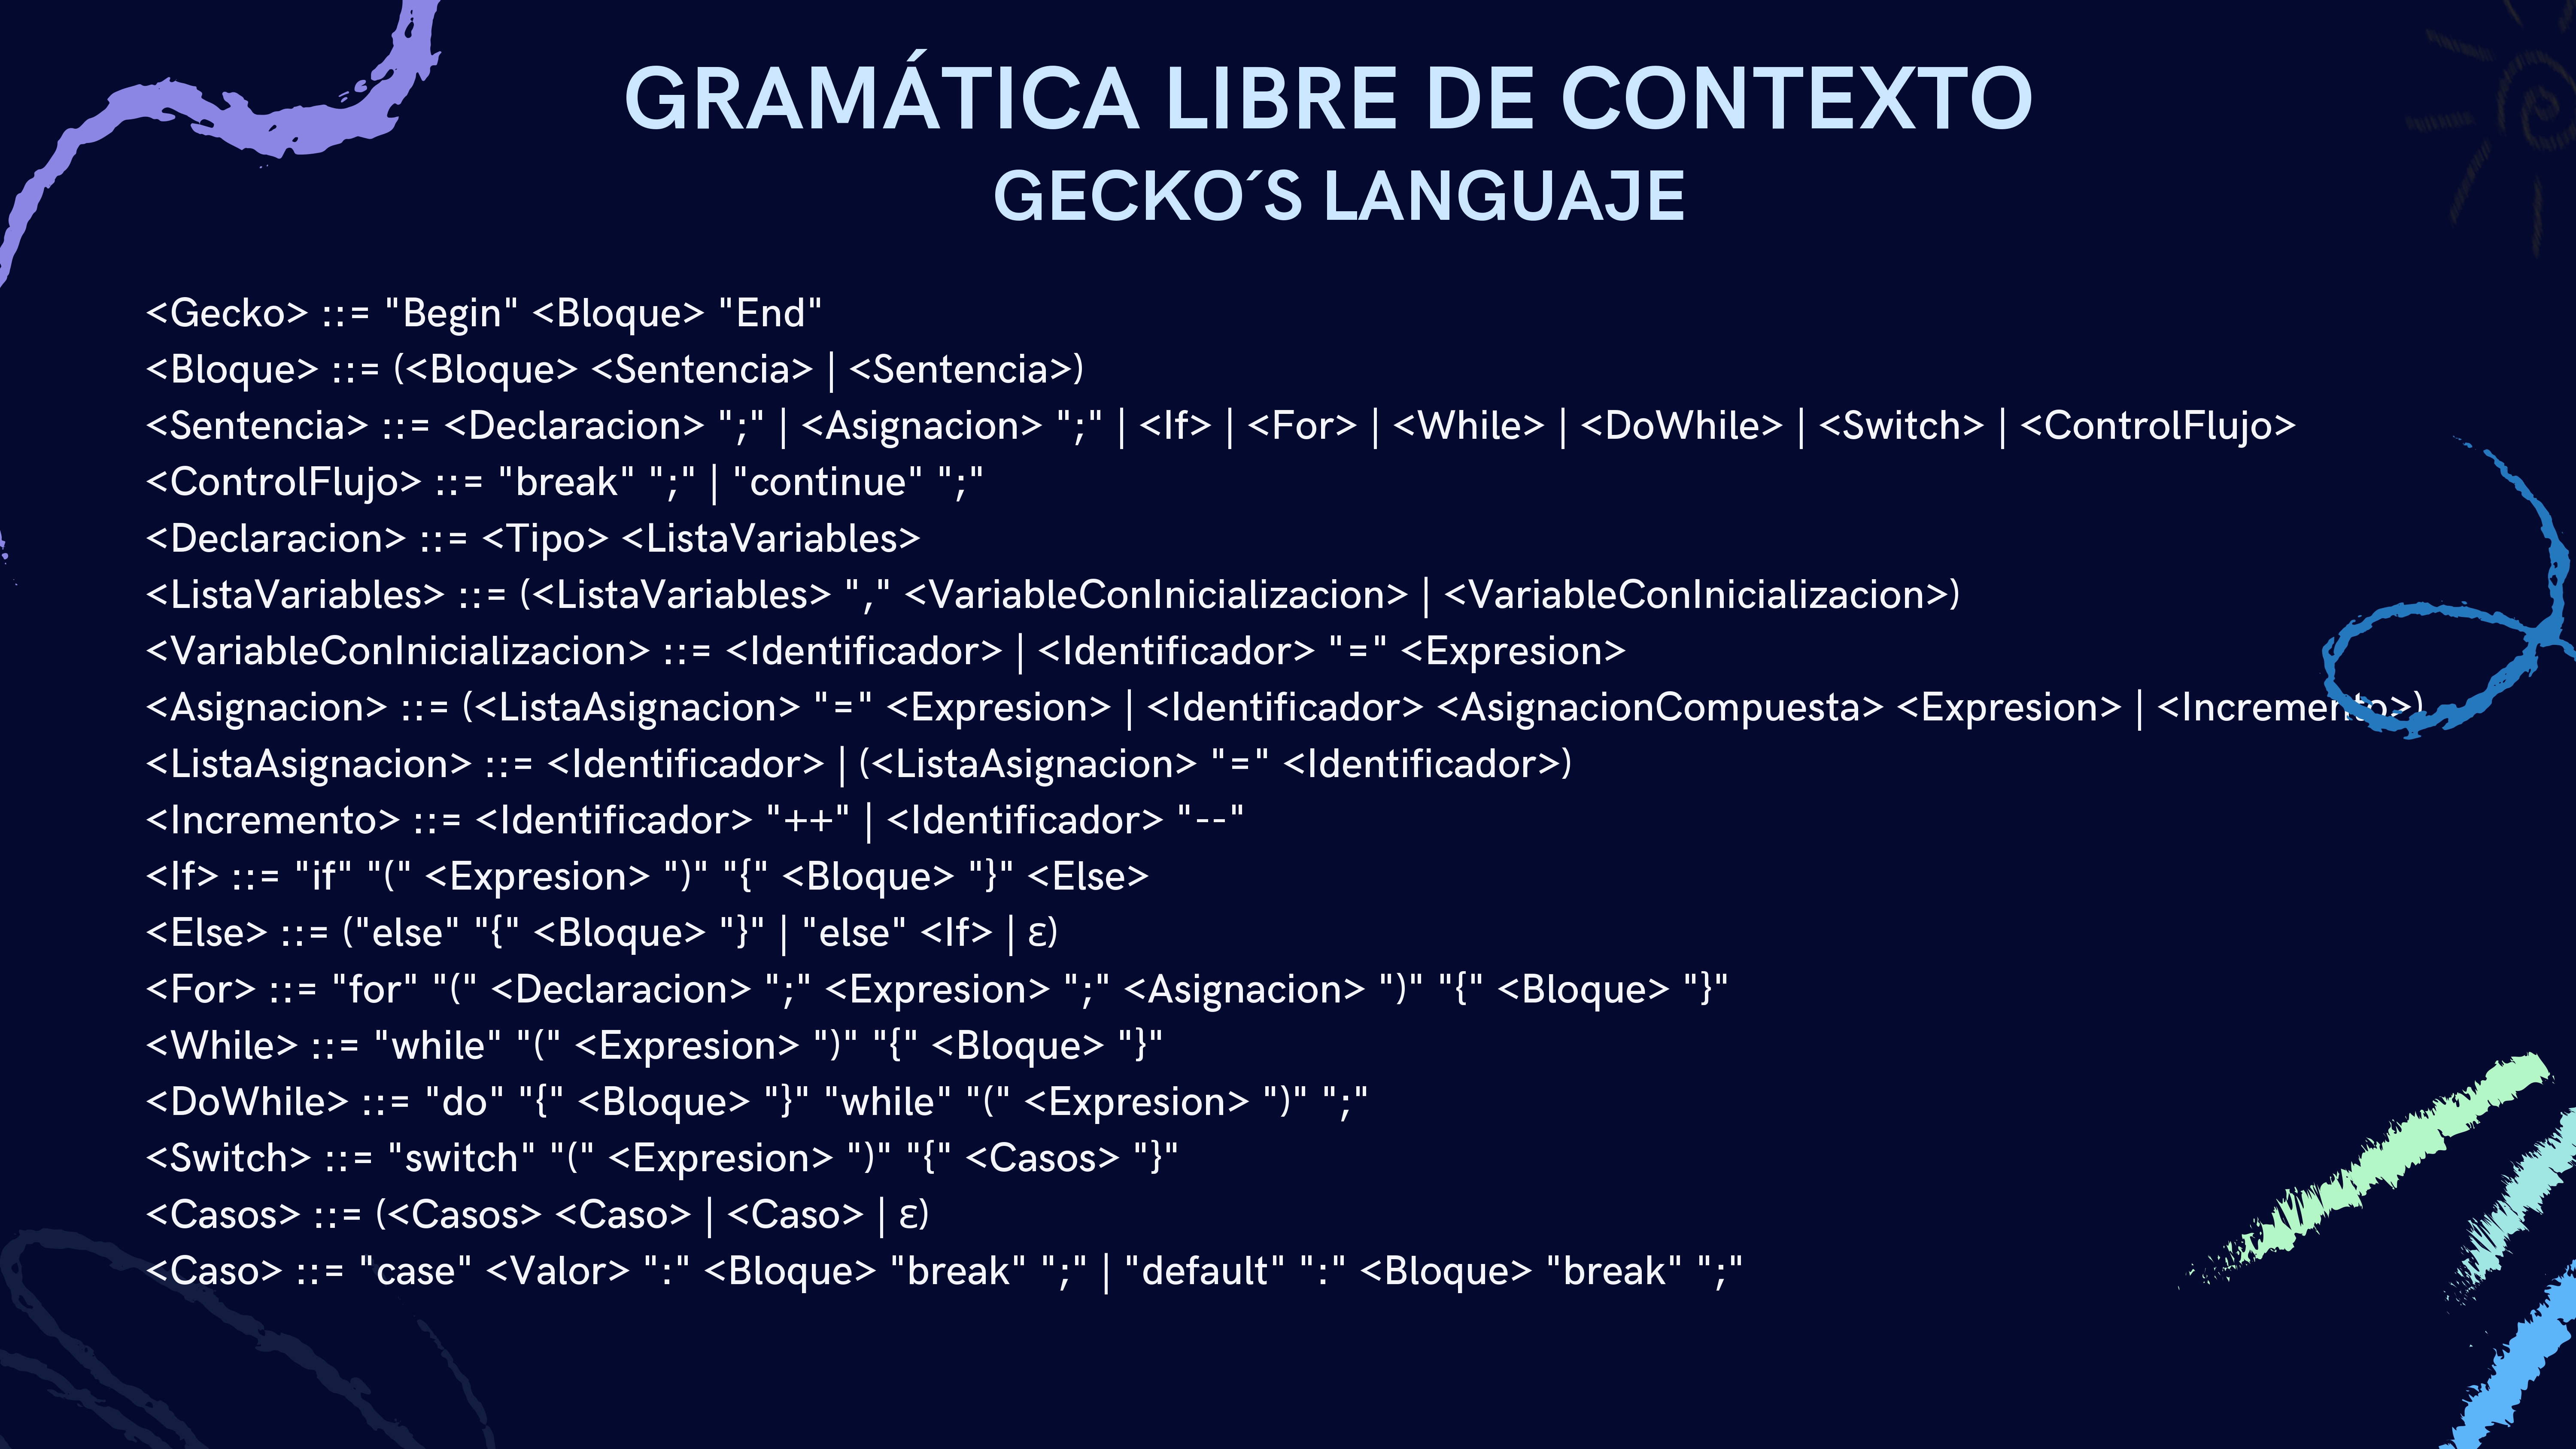 GRAMÁTICA LIBRE DE CONTEXTO
GECKO´S LANGUAJE
<Gecko> ::= "Begin" <Bloque> "End"
<Bloque> ::= (<Bloque> <Sentencia> | <Sentencia>)
<Sentencia> ::= <Declaracion> ";" | <Asignacion> ";" | <If> | <For> | <While> | <DoWhile> | <Switch> | <ControlFlujo>
<ControlFlujo> ::= "break" ";" | "continue" ";"
<Declaracion> ::= <Tipo> <ListaVariables>
<ListaVariables> ::= (<ListaVariables> "," <VariableConInicializacion> | <VariableConInicializacion>)
<VariableConInicializacion> ::= <Identificador> | <Identificador> "=" <Expresion>
<Asignacion> ::= (<ListaAsignacion> "=" <Expresion> | <Identificador> <AsignacionCompuesta> <Expresion> | <Incremento>)
<ListaAsignacion> ::= <Identificador> | (<ListaAsignacion> "=" <Identificador>)
<Incremento> ::= <Identificador> "++" | <Identificador> "--"
<If> ::= "if" "(" <Expresion> ")" "{" <Bloque> "}" <Else>
<Else> ::= ("else" "{" <Bloque> "}" | "else" <If> | ε)
<For> ::= "for" "(" <Declaracion> ";" <Expresion> ";" <Asignacion> ")" "{" <Bloque> "}"
<While> ::= "while" "(" <Expresion> ")" "{" <Bloque> "}"
<DoWhile> ::= "do" "{" <Bloque> "}" "while" "(" <Expresion> ")" ";"
<Switch> ::= "switch" "(" <Expresion> ")" "{" <Casos> "}"
<Casos> ::= (<Casos> <Caso> | <Caso> | ε)
<Caso> ::= "case" <Valor> ":" <Bloque> "break" ";" | "default" ":" <Bloque> "break" ";"